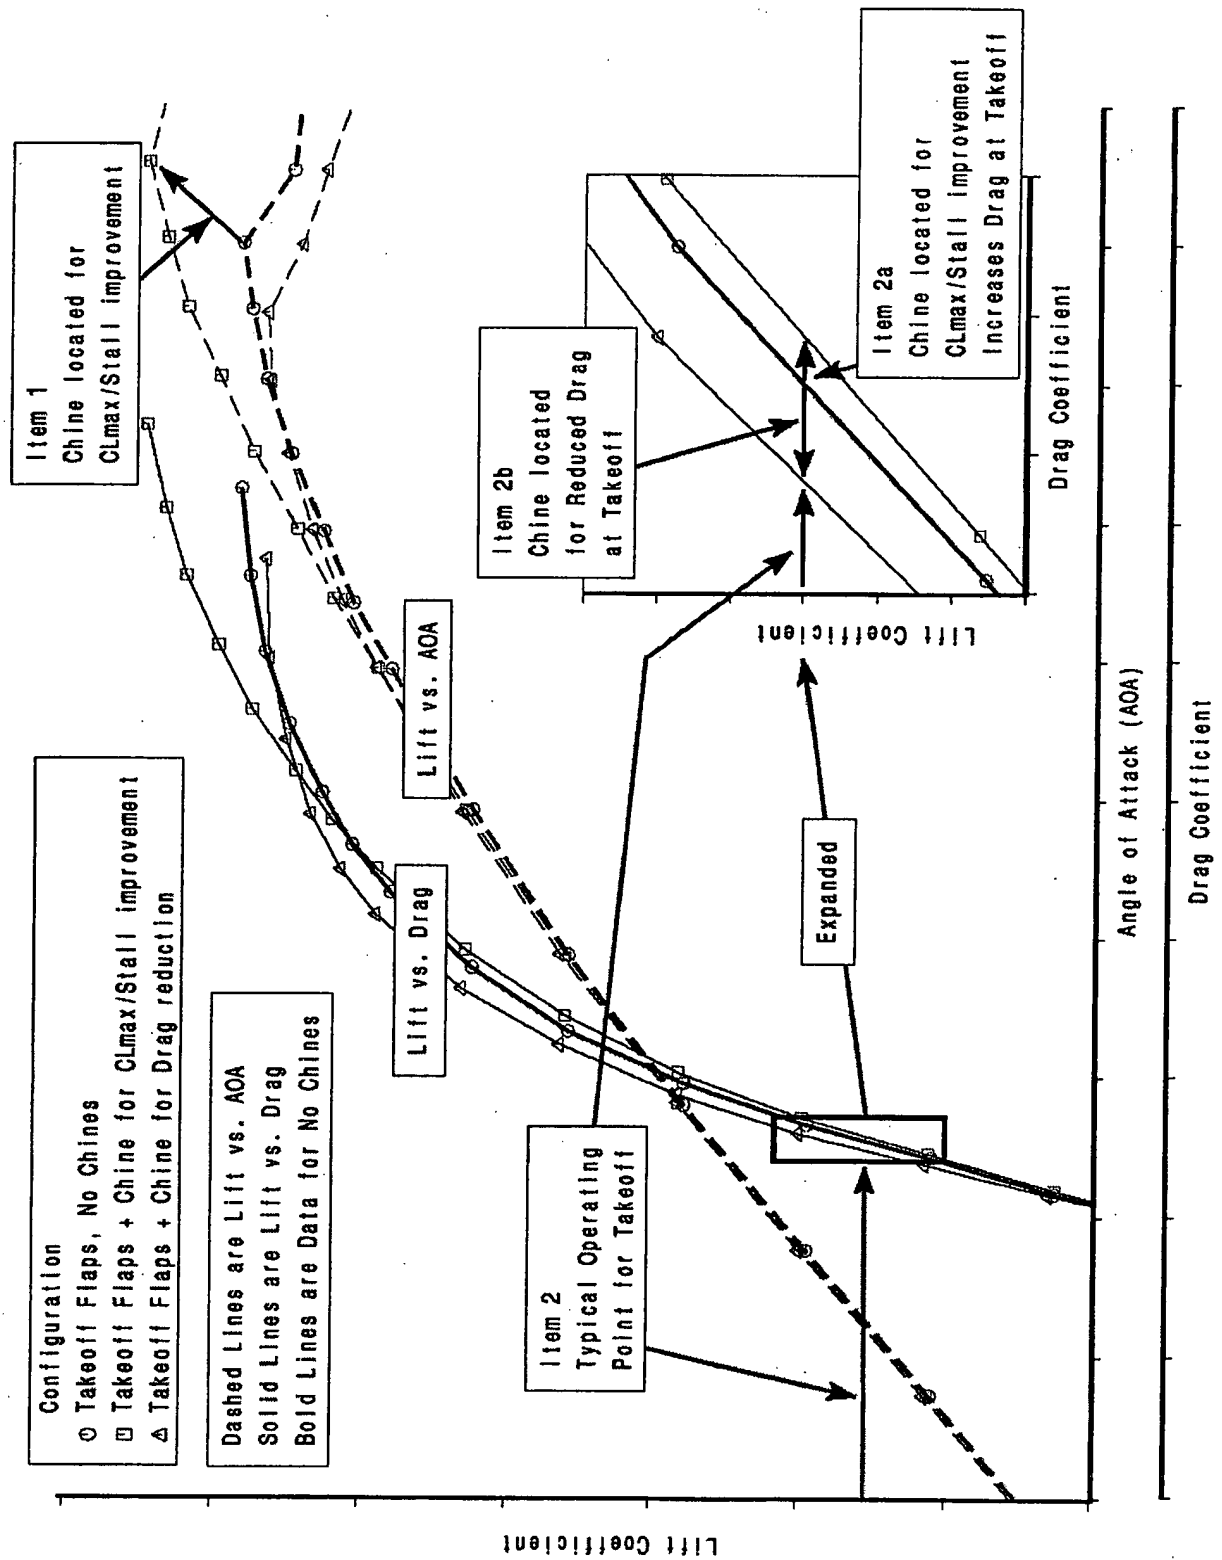 Configuration
Takeoff Flaps, No Chines
Takeoff Flaps + Chine for CLmax/Stall improvement
Takeoff Flaps + Chine for Drag reduction
Dashed Lines are Lift vs. AOA
Solid Lines are Lift vs. Drag
Bold Lines are Data for No Chines
Item 1
Chine located for
CLmax/Stall improvement
Lift vs. Drag
Lift vs. AOA
Item 2
Typical Operating
Point for Takeoff
Expanded
Item 2b
Chine located
for Reduced Drag
at Takeoff
Item 2a
Chine located for
CLmax/Stall improvement
Increases Drag at Takeoff
Lift Coefficient
Drag Coefficient
Lift Coefficient
Angle of Attack (AOA)
Drag Coefficient